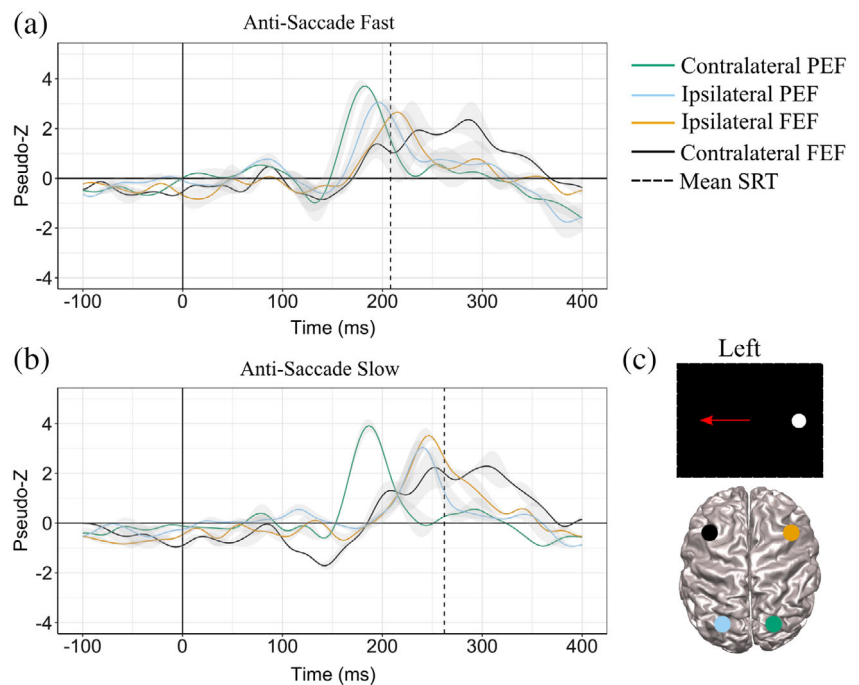 (a)
Anti-Saccade Fast
4
2
0
-2
-4
Pseudo-Z
-100 0 100 200 300 400
Time (ms)
Contralateral PEF
Ipsilateral PEF
Ipsilateral FEF
Contralateral FEF
Mean SRT
(b)
Anti-Saccade Slow
4
2
0
-2
-4
Pseudo-Z
-100 0 100 200 300 400
Time (ms)
(c)
Left